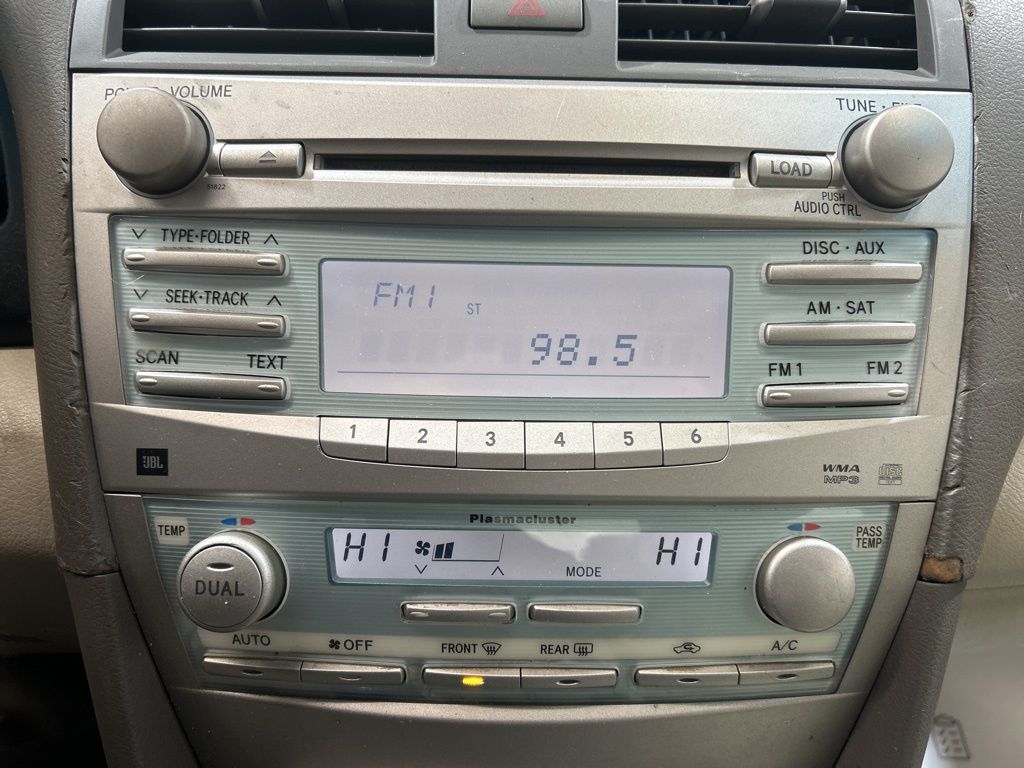 VOLUME
TUNE · FILE
51822
LOAD
PUSH
AUDIO CTRL
TYPE·FOLDER
DISC · AUX
SEEK·TRACK
AM · SAT
SCAN
TEXT
FM1
FM2
FM1
ST
98.5
1 2 3 4 5 6
JBL
WMA
MP3
Plasmacluster
TEMP
PASS
TEMP
HI
HI
MODE
DUAL
AUTO
OFF
FRONT
REAR
A/C